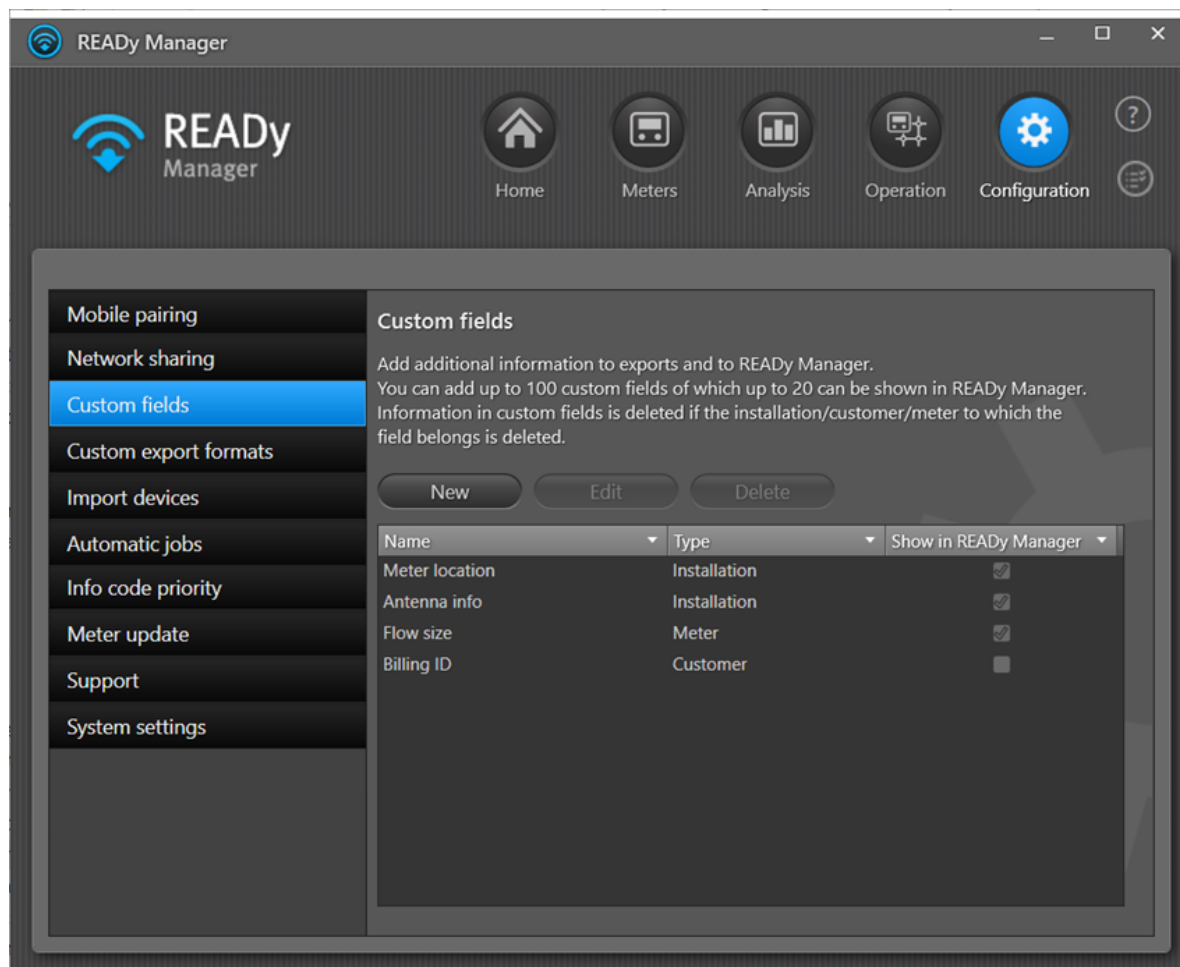 READy Manager
READy
Manager
Home Meters Analysis Operation Configuration
?
Mobile pairing
Network sharing
Custom fields
Custom export formats
Import devices
Automatic jobs
Info code priority
Meter update
Support
System settings
Custom fields
Add additional information to exports and to READy Manager.
You can add up to 100 custom fields of which up to 20 can be shown in READy Manager.
Information in custom fields is deleted if the installation/customer/meter to which the
field belongs is deleted.
New Edit Delete
Name Type Show in READy Manager
Meter location Installation
Antenna info Installation
Flow size Meter
Billing ID Customer